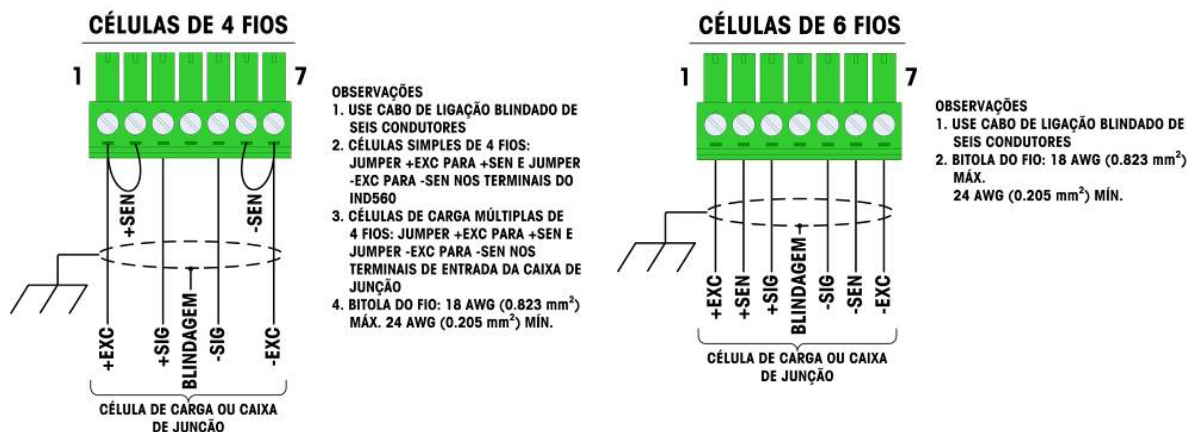 CÉLULAS DE 4 FIOS
1
7
+SEN
-SEN
+EXC
+SIG
BLINDAGEM
-SIG
-EXC
CÉLULA DE CARGA OU CAIXA
DE JUNÇÃO
OBSERVAÇÕES
1. USE CABO DE LIGAÇÃO BLINDADO DE
SEIS CONDUTORES
2. CÉLULAS SIMPLES DE 4 FIOS:
JUMPER +EXC PARA +SEN E JUMPER
-EXC PARA -SEN NOS TERMINAIS DO
IND560
3. CÉLULAS DE CARGA MÚLTIPLAS DE
4 FIOS: JUMPER +EXC PARA +SEN E
JUMPER -EXC PARA -SEN NOS
TERMINAIS DE ENTRADA DA CAIXA DE
JUNÇÃO
4. BITOLA DO FIO: 18 AWG (0.823 mm²)
MÁX. 24 AWG (0.205 mm²) MÍN.
CÉLULAS DE 6 FIOS
1
7
+EXC
+SEN
+SIG
BLINDAGEM
-SIG
-SEN
-EXC
CÉLULA DE CARGA OU CAIXA
DE JUNÇÃO
OBSERVAÇÕES
1. USE CABO DE LIGAÇÃO BLINDADO DE
SEIS CONDUTORES
2. BITOLA DO FIO: 18 AWG (0.823 mm²)
MÁX.
24 AWG (0.205 mm²) MÍN.